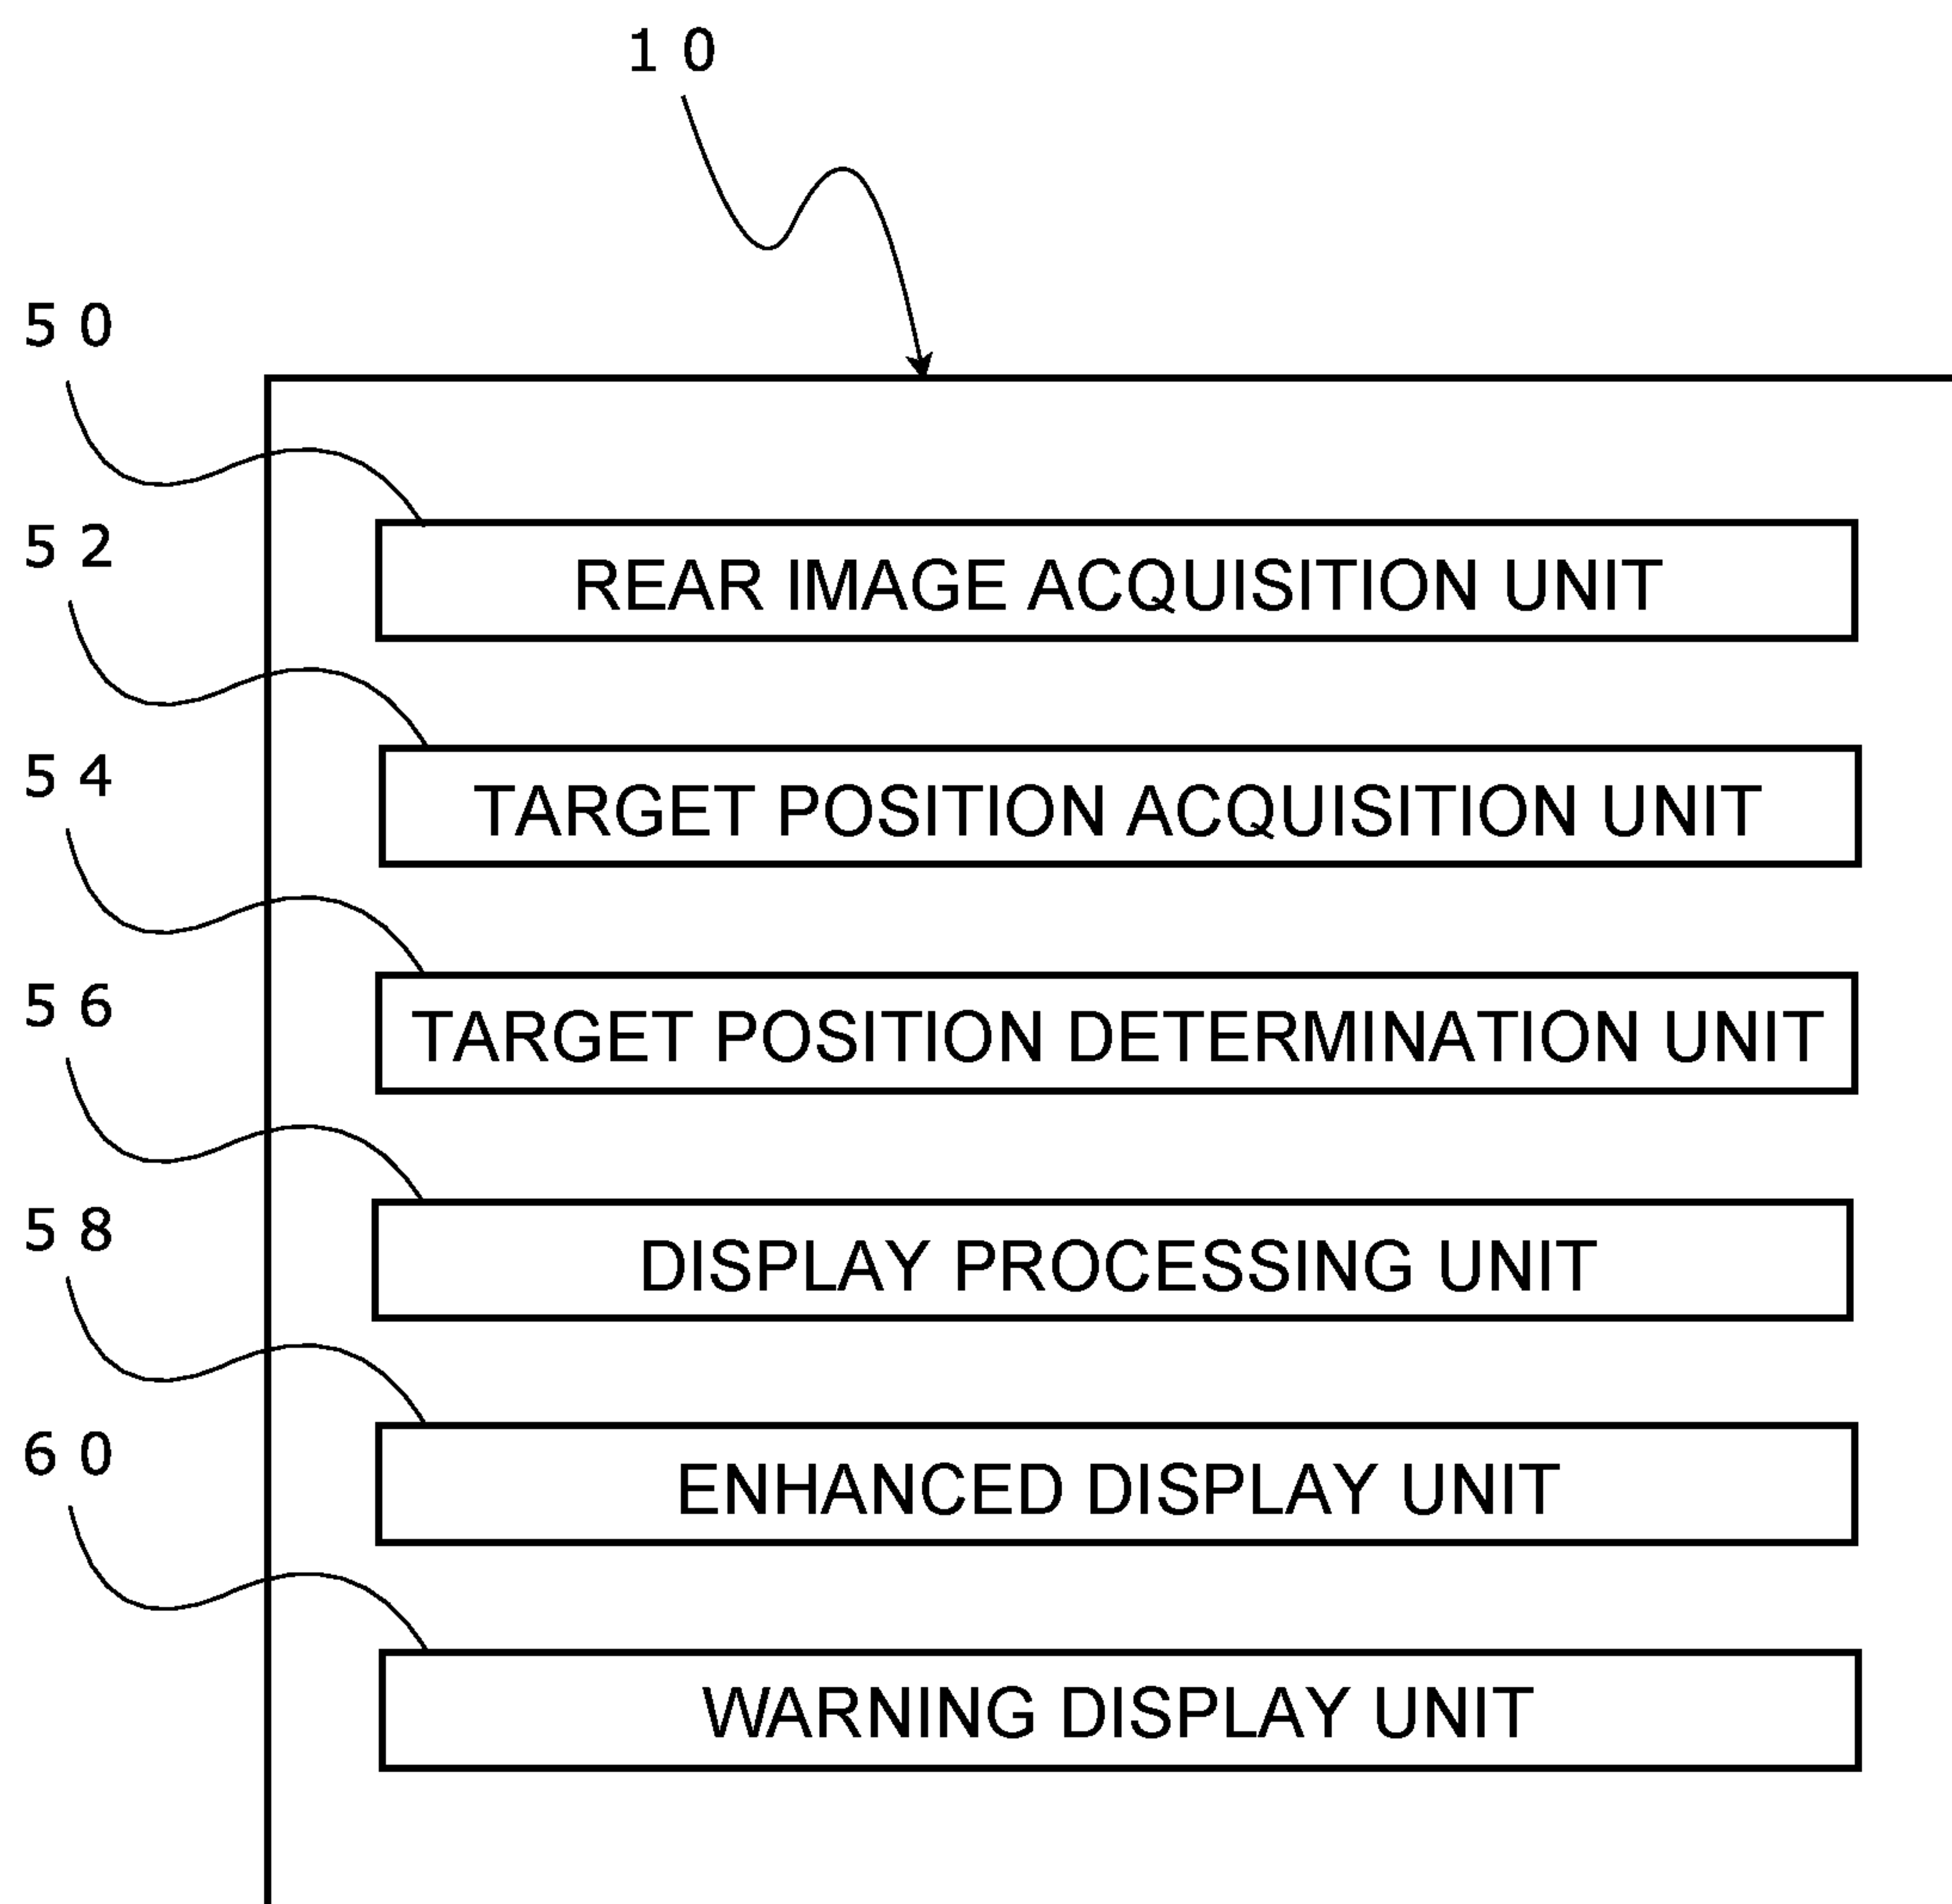 10
50
REAR IMAGE ACQUISITION UNIT
52
TARGET POSITION ACQUISITION UNIT
54
TARGET POSITION DETERMINATION UNIT
56
DISPLAY PROCESSING UNIT
58
ENHANCED DISPLAY UNIT
60
WARNING DISPLAY UNIT